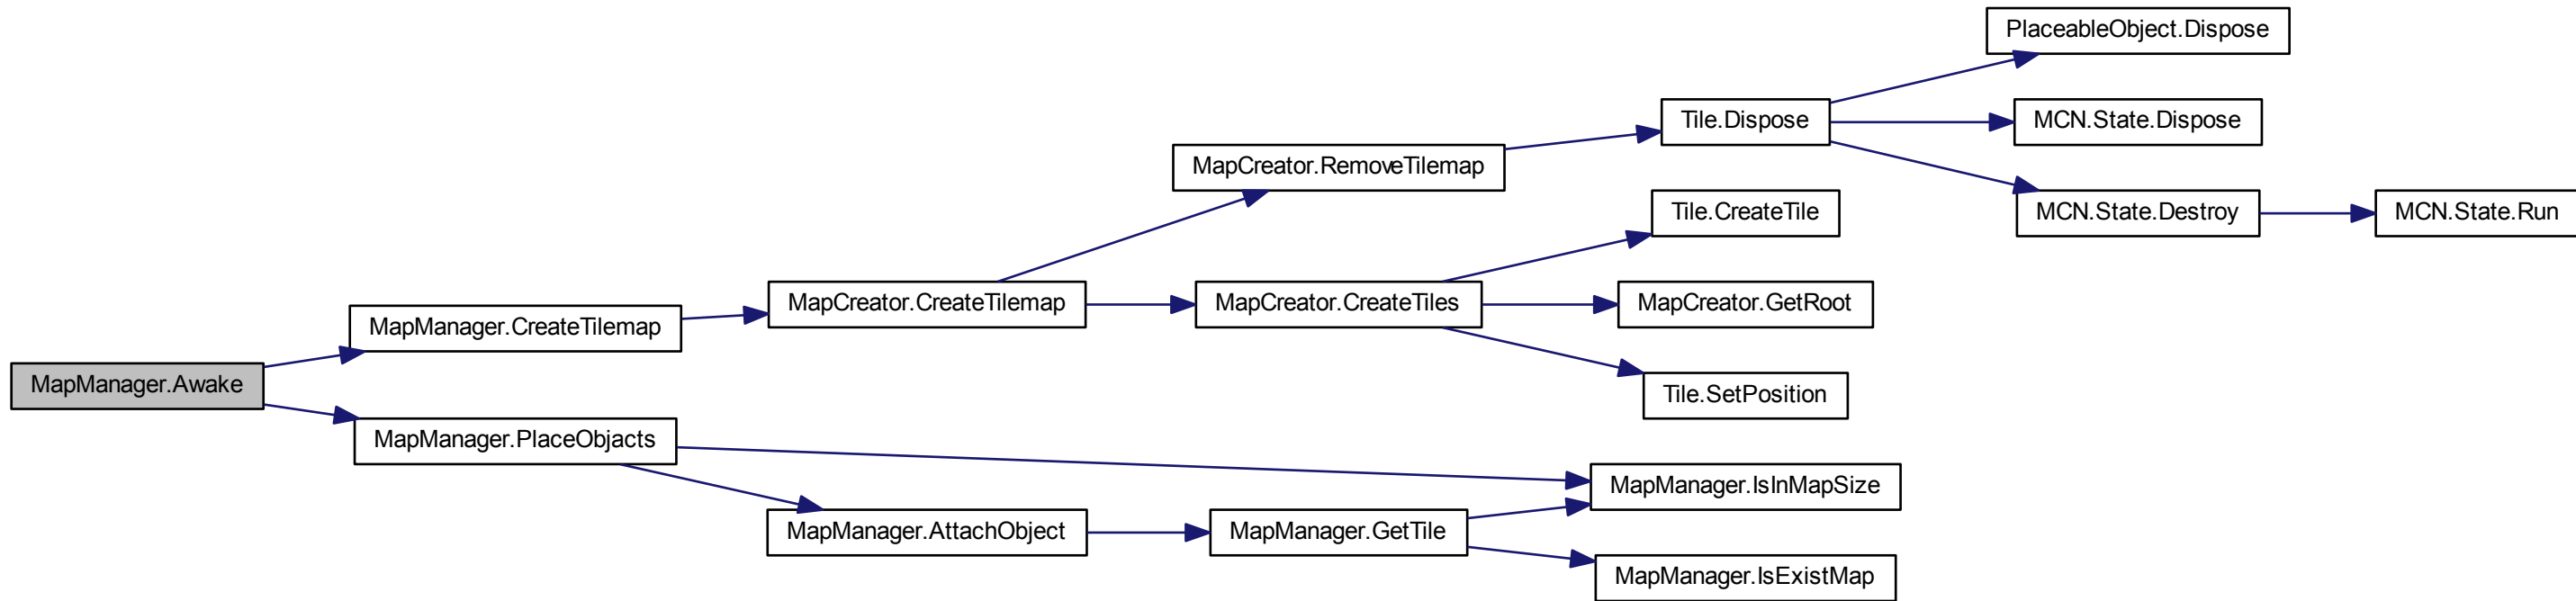 PlaceableObject.Dispose
Tile.Dispose
MCN.State.Dispose
MapCreator.RemoveTilemap
Tile.CreateTile
MCN.State.Destroy
MCN.State.Run
MapManager.CreateTilemap
MapCreator.CreateTilemap
MapCreator.CreateTiles
MapCreator.GetRoot
MapManager.Awake
Tile.SetPosition
MapManager.PlaceObjacts
MapManager.IsInMapSize
MapManager.AttachObject
MapManager.GetTile
MapManager.IsExistMap